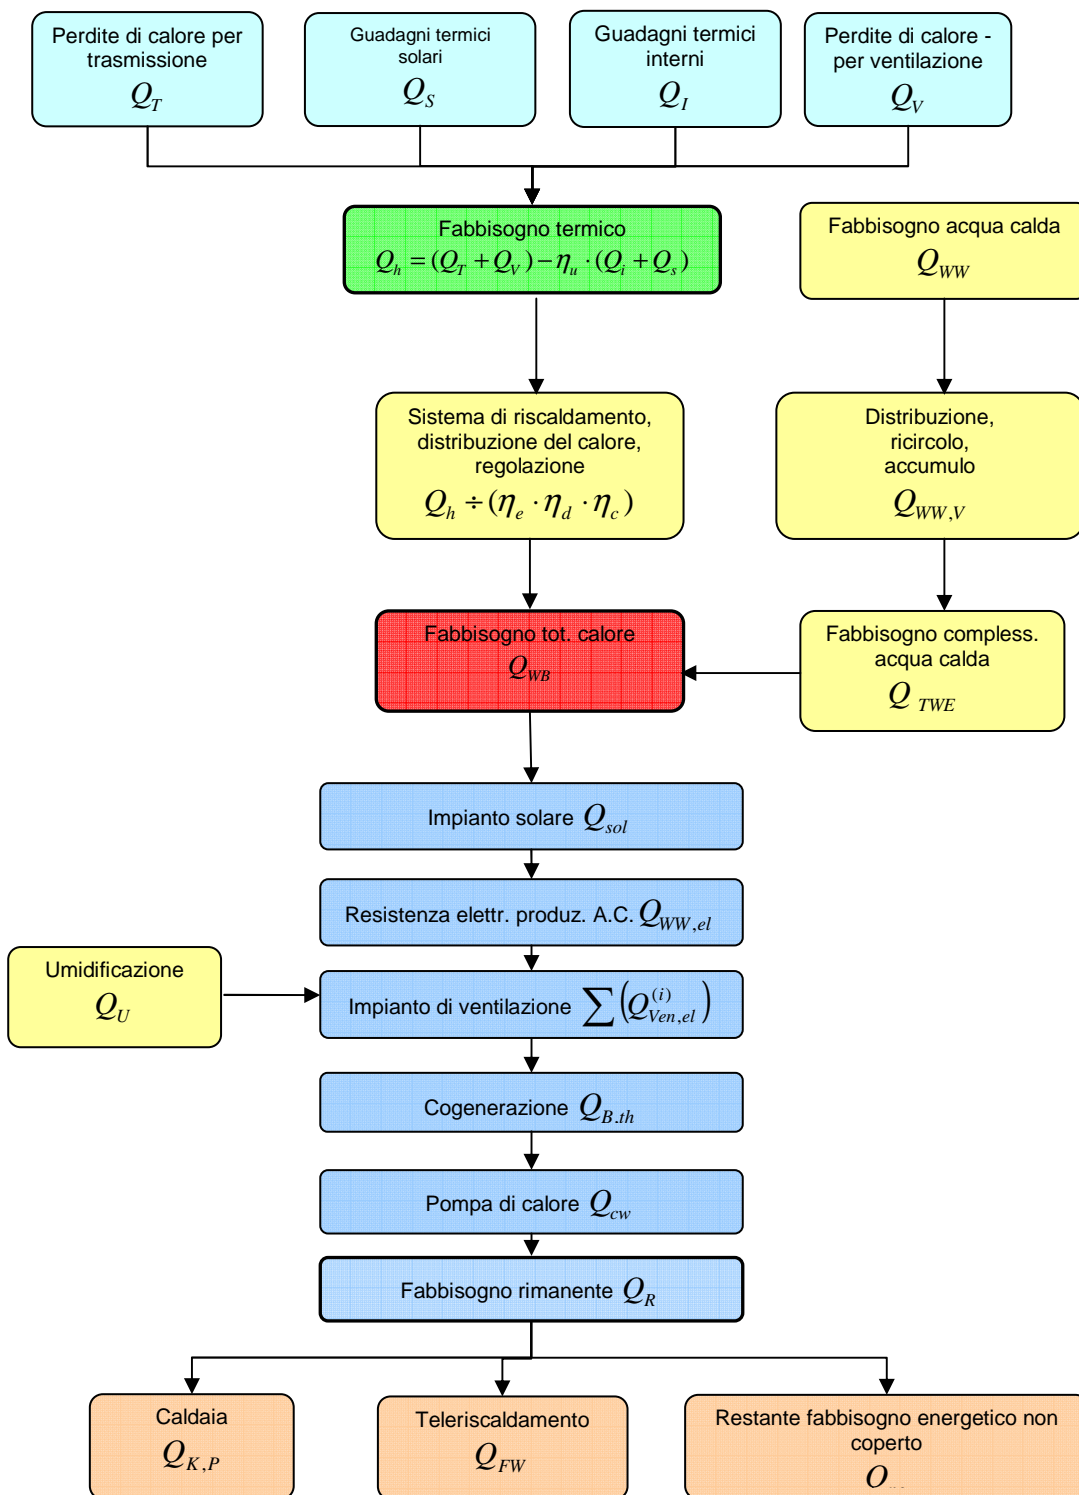 Perdite di calore per
trasmissione
Q_T
Guadagni termici
solari
Q_S
Guadagni termici
interni
Q_I
Perdite di calore -
per ventilazione
Q_V
Fabbisogno termico
Q_h = (Q_T + Q_V) − η_u · (Q_i + Q_s)
Fabbisogno acqua calda
Q_WW
Sistema di riscaldamento,
distribuzione del calore,
regolazione
Q_h ÷ (η_e · η_d · η_c)
Distribuzione,
ricircolo,
accumulo
Q_WW,V
Fabbisogno tot. calore
Q_WB
Fabbisogno compless.
acqua calda
Q_TWE
Impianto solare Q_sol
Resistenza elettr. produz. A.C. Q_WW,el
Umidificazione
Q_U
Impianto di ventilazione ∑(Q_Ven,el^(i))
Cogenerazione Q_B,th
Pompa di calore Q_cw
Fabbisogno rimanente Q_R
Caldaia
Q_K,P
Teleriscaldamento
Q_FW
Restante fabbisogno energetico non
coperto